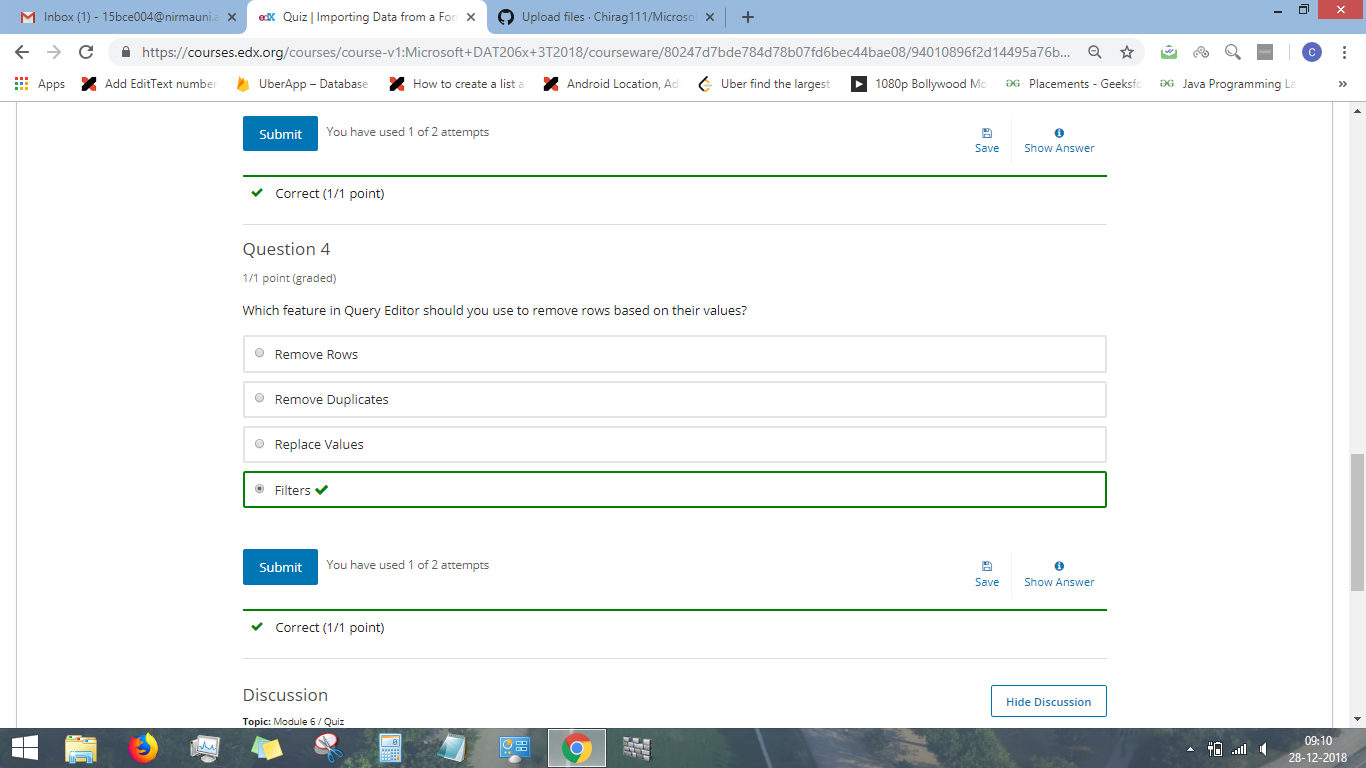 Inbox (1) - 15bce004@nirmauni.a
edX Quiz | Importing Data from a For
Upload files · Chirag111/Microso
https://courses.edx.org/courses/course-v1:Microsoft+DAT206x+3T2018/courseware/80247d7bde784d78b07fd6bec44bae08/94010896f2d14495a76b...
C
Apps
Add EditText number
UberApp – Database
How to create a list a
Android Location, Ad
Uber find the largest
1080p Bollywood Mo
Placements - Geeksfo
Java Programming La
»
Submit
You have used 1 of 2 attempts
Save
Show Answer
Correct (1/1 point)
Question 4
1/1 point (graded)
Which feature in Query Editor should you use to remove rows based on their values?
Remove Rows
Remove Duplicates
Replace Values
Filters
Submit
You have used 1 of 2 attempts
Save
Show Answer
Correct (1/1 point)
Discussion
Hide Discussion
Topic: Module 6 / Quiz
09:10
28-12-2018